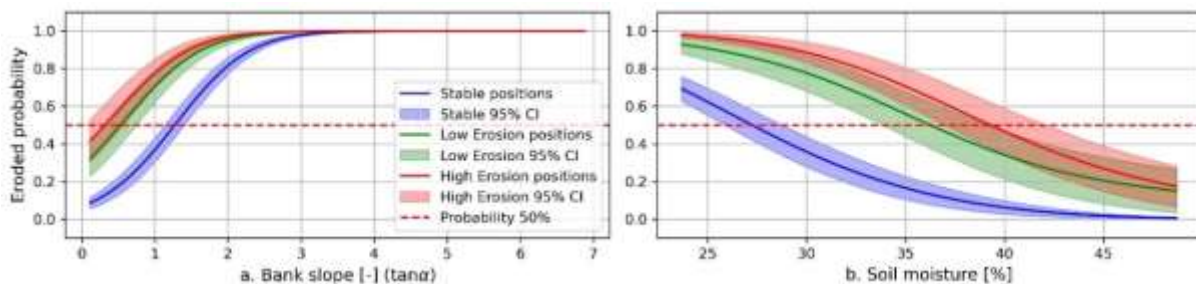 Eroded probability
1.0
0.8
0.6
0.4
0.2
0.0
0 1 2 3 4 5 6 7
a. Bank slope [-] (tanα)
Stable positions
Stable 95% CI
Low Erosion positions
Low Erosion 95% CI
High Erosion positions
High Erosion 95% CI
Probability 50%
1.0
0.8
0.6
0.4
0.2
0.0
25 30 35 40 45
b. Soil moisture [%]